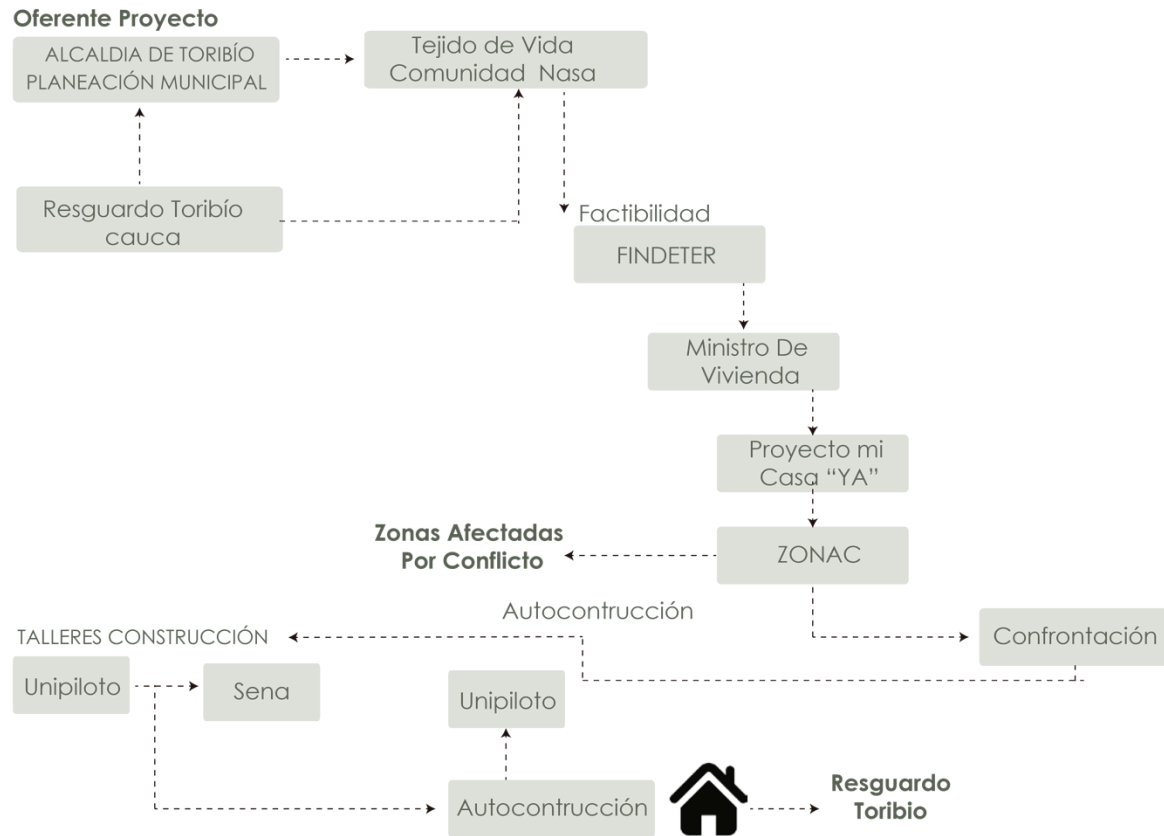 Oferente Proyecto
ALCALDIA DE TORIBÍO
PLANEACIÓN MUNICIPAL
Tejido de Vida
Comunidad Nasa
Resguardo Toribío
cauca
Factibilidad
FINDETER
Ministro De
Vivienda
Proyecto mi
Casa “YA”
ZONAC
Zonas Afectadas
Por Conflicto
Confrontación
Autocontrucción
TALLERES CONSTRUCCIÓN
Unipiloto
Sena
Unipiloto
Autocontrucción
Resguardo
Toribio